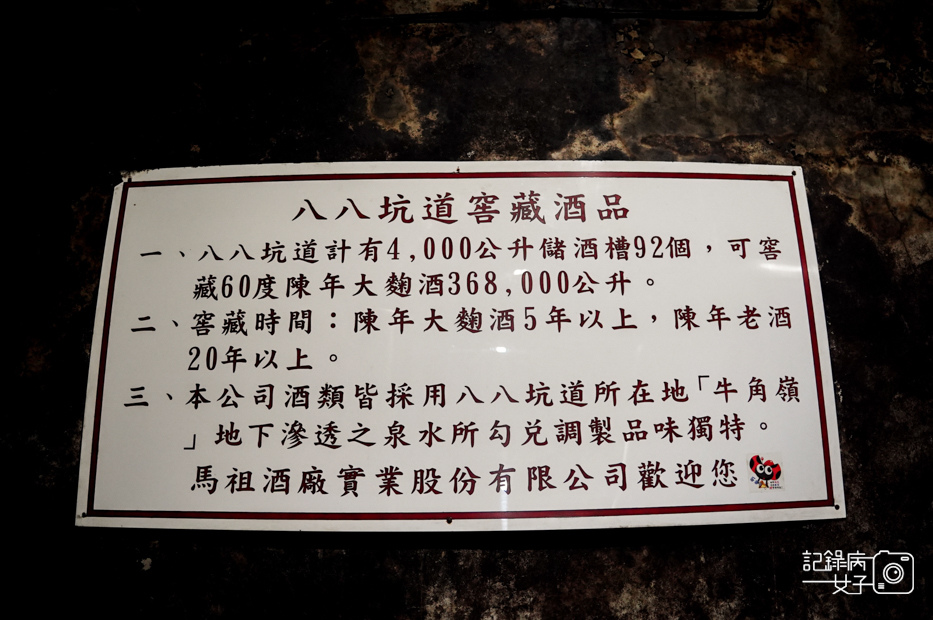 八八坑道窖藏酒品
一、八八坑道計有4,000公升儲酒槽92個，可窖
藏60度陳年大麴酒368,000公升。
二、窖藏時間：陳年大麴酒5年以上，陳年老酒
20年以上。
三、本公司酒類皆採用八八坑道所在地「牛角嶺
」地下滲透之泉水所勾兌調製品味獨特。
馬祖酒廠實業股份有限公司歡迎您
記錄病
女子